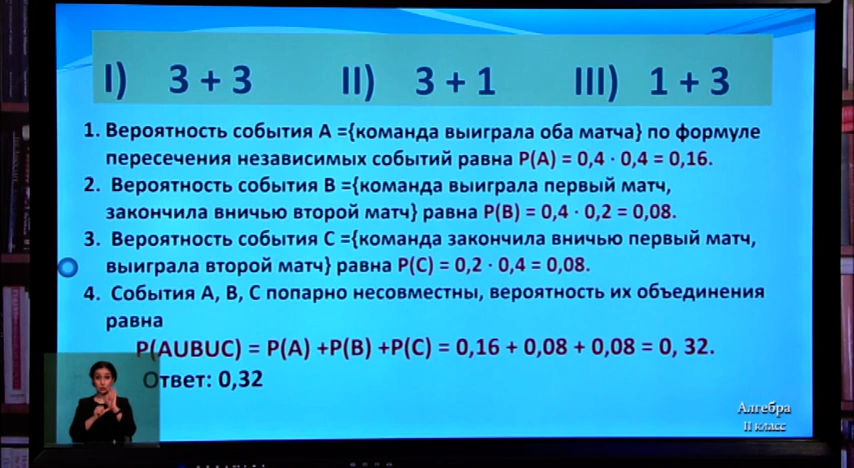 I) 3 + 3 II) 3 + 1 III) 1 + 3
1. Вероятность события A ={команда выиграла оба матча} по формуле
пересечения независимых событий равна P(A) = 0,4 · 0,4 = 0,16.
2. Вероятность события B ={команда выиграла первый матч,
закончила вничью второй матч} равна P(B) = 0,4 · 0,2 = 0,08.
3. Вероятность события C ={команда закончила вничью первый матч,
выиграла второй матч} равна P(C) = 0,2 · 0,4 = 0,08.
4. События A, B, C попарно несовместны, вероятность их объединения
равна
P(AUBUC) = P(A) +P(B) +P(C) = 0,16 + 0,08 + 0,08 = 0, 32.
Ответ: 0,32
Алгебра
II класс